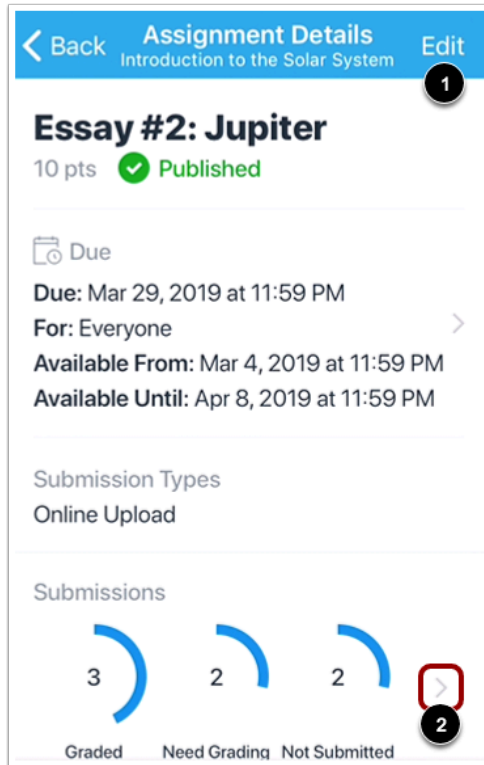 Back
Assignment Details
Edit
Introduction to the Solar System
1
Essay #2: Jupiter
10 pts Published
Due
Due: Mar 29, 2019 at 11:59 PM
For: Everyone
Available From: Mar 4, 2019 at 11:59 PM
Available Until: Apr 8, 2019 at 11:59 PM
Submission Types
Online Upload
Submissions
3 2 2
2
Graded Need Grading Not Submitted